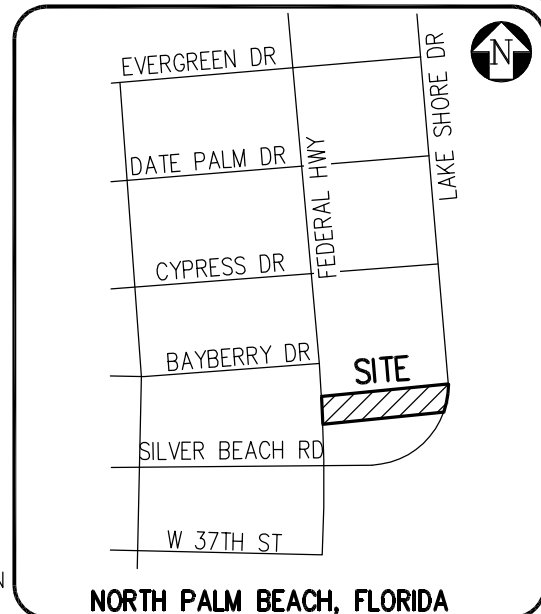 N
EVERGREEN DR
LAKE SHORE DR
DATE PALM DR
FEDERAL HWY
CYPRESS DR
BAYBERRY DR
SITE
SILVER BEACH RD
W 37TH ST
N
NORTH PALM BEACH, FLORIDA